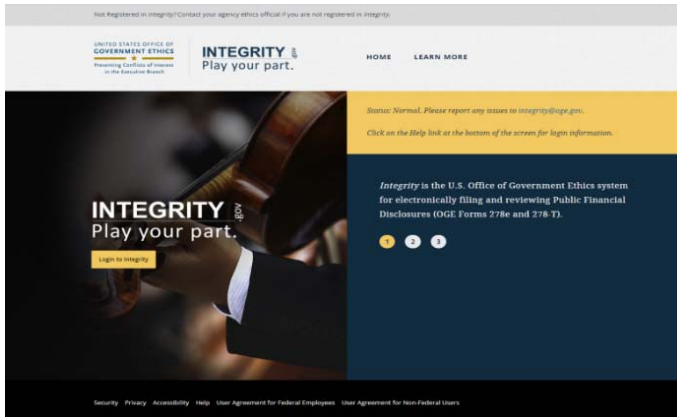 Not Registered in Integrity? Contact your agency ethics official if you are not registered in Integrity.
UNITED STATES OFFICE OF
GOVERNMENT ETHICS
Preventing Conflicts of Interest
in the Executive Branch
INTEGRITY.gov
Play your part.
HOME LEARN MORE
Status: Normal. Please report any issues to integrity@oge.gov.
Click on the Help link at the bottom of the screen for login information.
INTEGRITY.gov
Play your part.
Login to Integrity
Integrity is the U.S. Office of Government Ethics system
for electronically filing and reviewing Public Financial
Disclosures (OGE Forms 278e and 278-T).
1 2 3
Security Privacy Accessibility Help User Agreement for Federal Employees User Agreement for Non-Federal Users